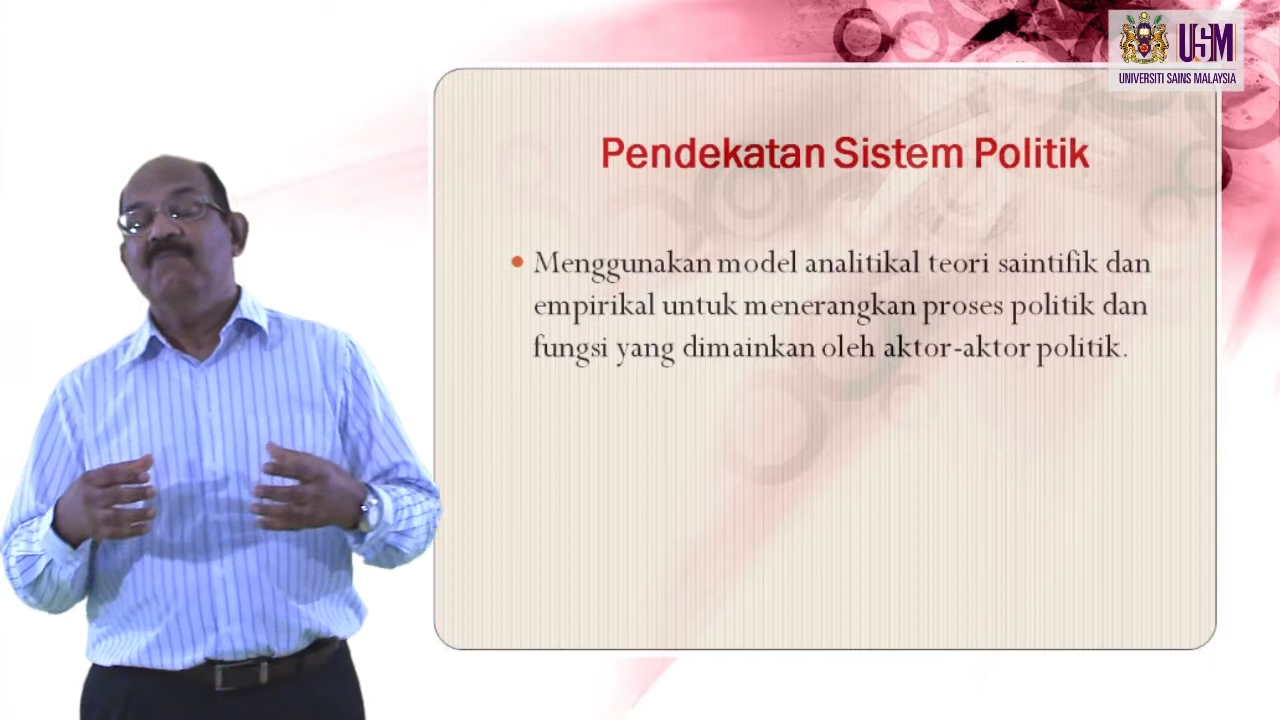 USM
UNIVERSITI SAINS MALAYSIA
Pendekatan Sistem Politik
• Menggunakan model analitikal teori saintifik dan
empirikal untuk menerangkan proses politik dan
fungsi yang dimainkan oleh aktor-aktor politik.